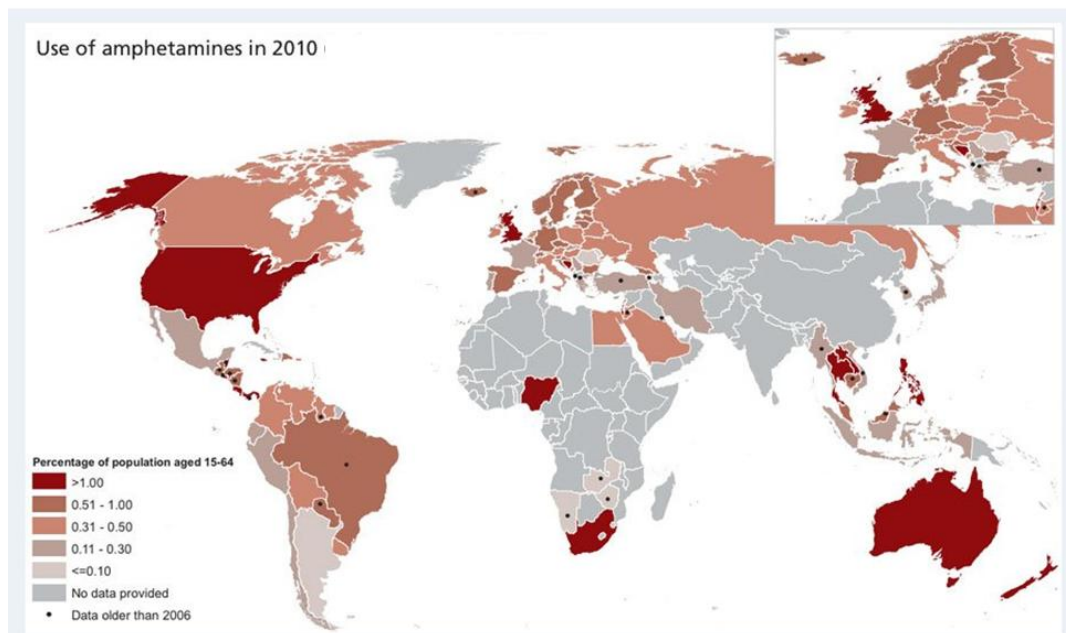 Use of amphetamines in 2010
Percentage of population aged 15-64
>1.00
0.51 - 1.00
0.31 - 0.50
0.11 - 0.30
<=0.10
No data provided
Data older than 2006